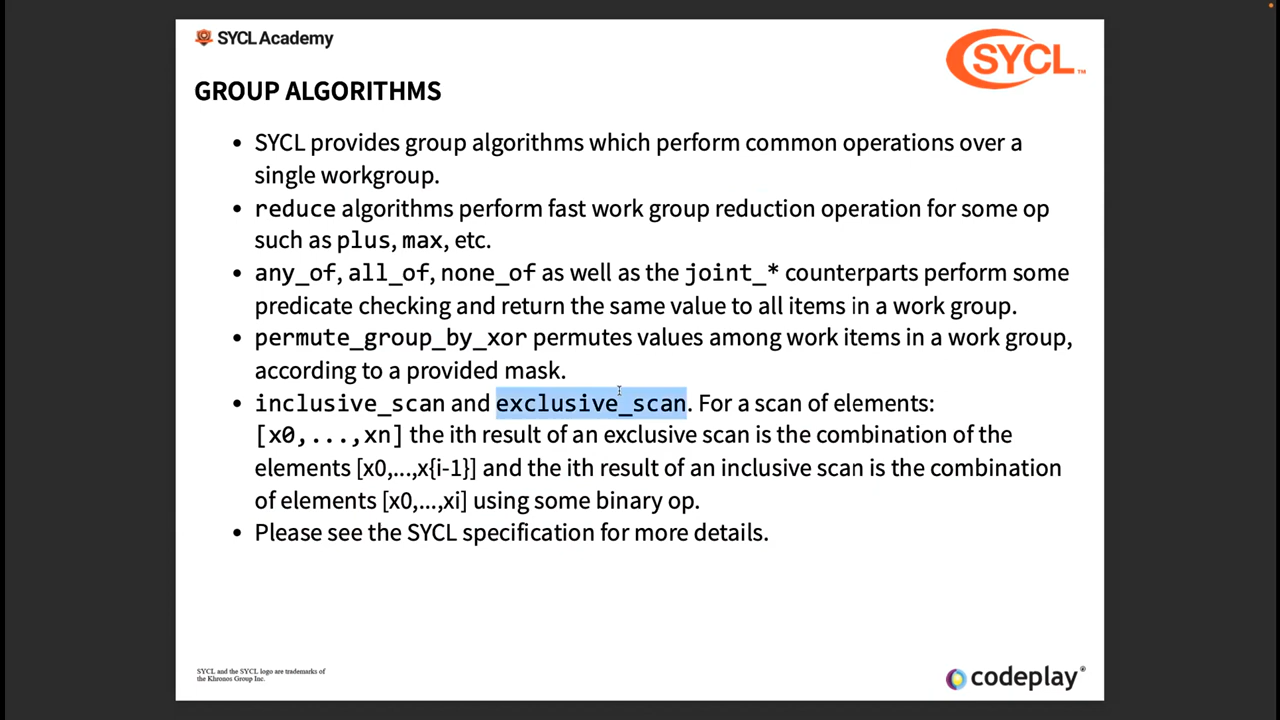 SYCL Academy
SYCL™
GROUP ALGORITHMS
• SYCL provides group algorithms which perform common operations over a
single workgroup.
• reduce algorithms perform fast work group reduction operation for some op
such as plus, max, etc.
• any_of, all_of, none_of as well as the joint_* counterparts perform some
predicate checking and return the same value to all items in a work group.
• permute_group_by_xor permutes values among work items in a work group,
according to a provided mask.
• inclusive_scan and exclusive_scan. For a scan of elements:
[x0,...,xn] the ith result of an exclusive scan is the combination of the
elements [x0,...,x{i-1}] and the ith result of an inclusive scan is the combination
of elements [x0,...,xi] using some binary op.
• Please see the SYCL specification for more details.
SYCL and the SYCL logo are trademarks of
the Khronos Group Inc.
codeplay®